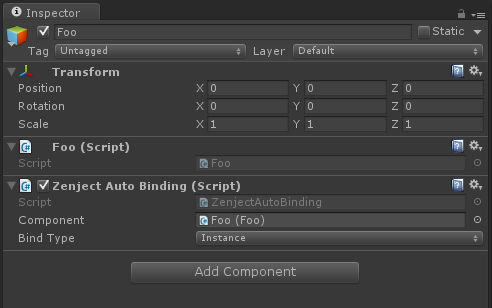 Inspector
Foo Static
Tag Untagged Layer Default
Transform
Position X 0 Y 0 Z 0
Rotation X 0 Y 0 Z 0
Scale X 1 Y 1 Z 1
Foo (Script)
Script Foo
Zenject Auto Binding (Script)
Script ZenjectAutoBinding
Component Foo (Foo)
Bind Type Instance
Add Component